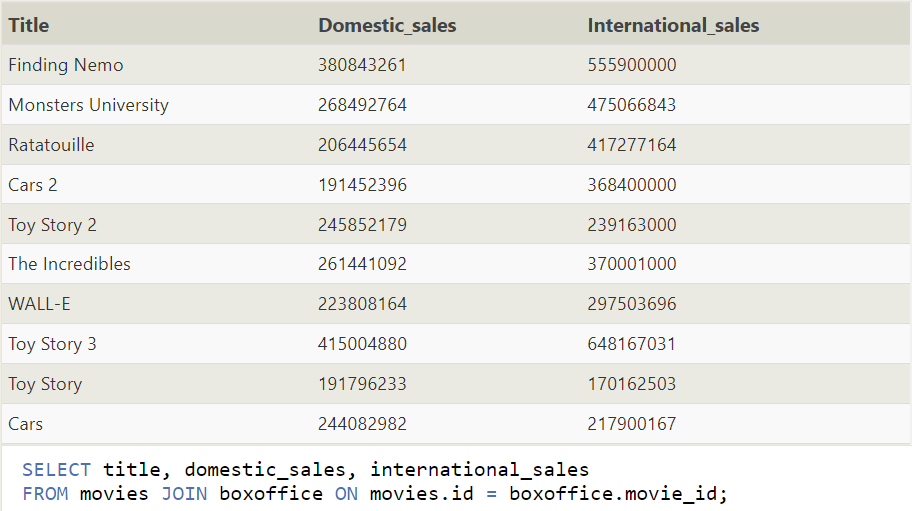 Title Domestic_sales International_sales
Finding Nemo 380843261 555900000
Monsters University 268492764 475066843
Ratatouille 206445654 417277164
Cars 2 191452396 368400000
Toy Story 2 245852179 239163000
The Incredibles 261441092 370001000
WALL-E 223808164 297503696
Toy Story 3 415004880 648167031
Toy Story 191796233 170162503
Cars 244082982 217900167
SELECT title, domestic_sales, international_sales
FROM movies JOIN boxoffice ON movies.id = boxoffice.movie_id;